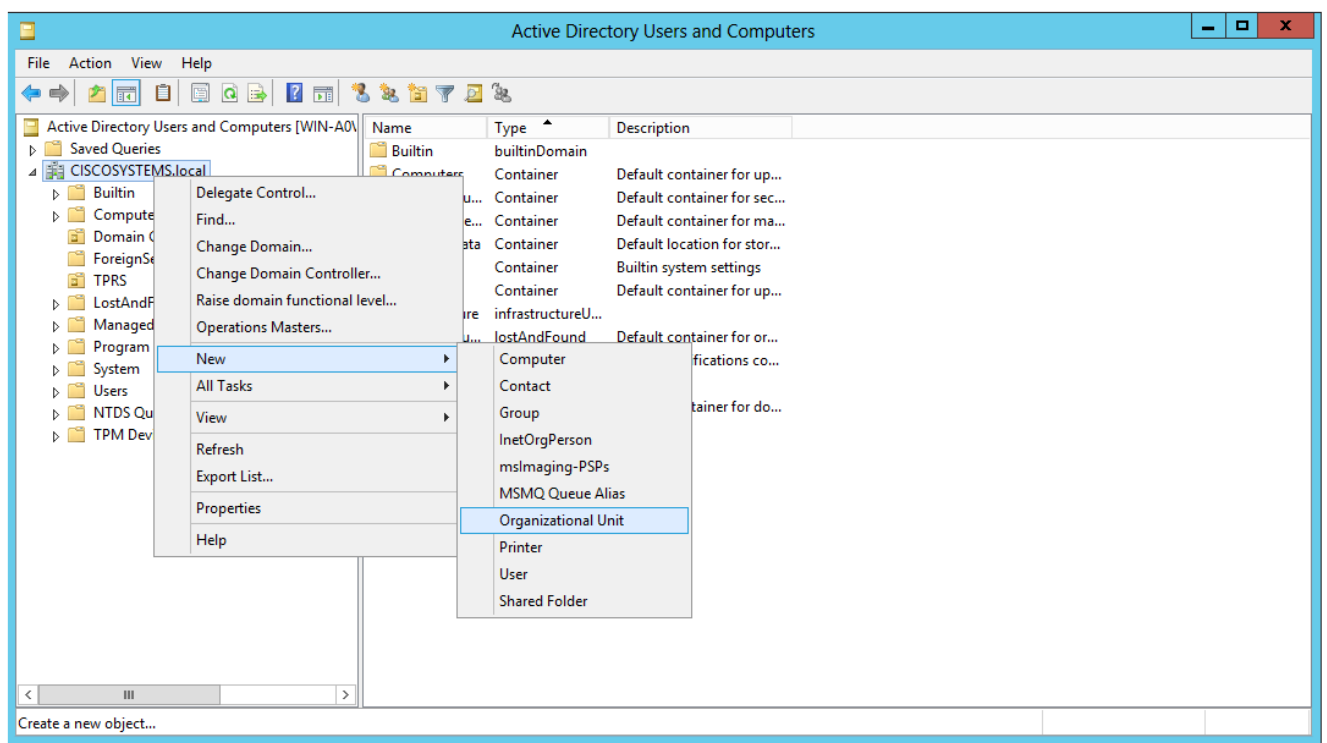 Active Directory Users and Computers
File Action View Help
Active Directory Users and Computers [WIN-A0\
Name Type Description
Saved Queries
CISCOSYSTEMS.local
Builtin
Compute
Domain C
ForeignSe
TPRS
LostAndF
Managed
Program
System
Users
NTDS Qu
TPM Dev
Builtin builtinDomain
Computers Container Default container for up...
u... Container Default container for sec...
e... Container Default container for ma...
ata Container Default location for stor...
Container Builtin system settings
Container Default container for up...
ure infrastructureU...
u... lostAndFound Default container for or...
ifications co...
tainer for do...
Delegate Control...
Find...
Change Domain...
Change Domain Controller...
Raise domain functional level...
Operations Masters...
New
All Tasks
View
Refresh
Export List...
Properties
Help
Computer
Contact
Group
InetOrgPerson
msImaging-PSPs
MSMQ Queue Alias
Organizational Unit
Printer
User
Shared Folder
Create a new object...